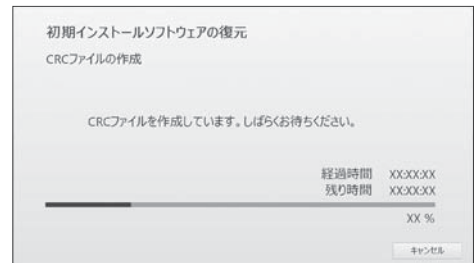 初期インストールソフトウェアの復元
CRCファイルの作成
CRCファイルを作成しています。しばらくお待ちください。
経過時間 XX:XX:XX
残り時間 XX:XX:XX
XX %
キャンセル